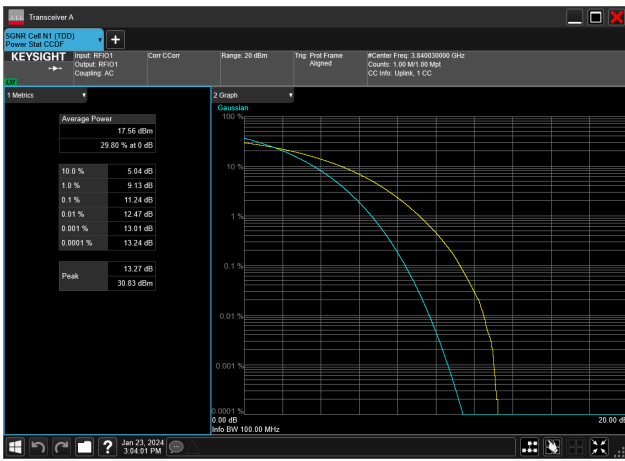 Transceiver A
5GNR Cell N1 (TDD)
Power Stat CCDF
KEYSIGHT
Input: RFIO1
Output: RFIO1
Coupling: AC
Corr CCorr
Range: 20 dBm
Trig: Prot Frame
Aligned
#Center Freq: 3.840030000 GHz
Counts: 1.00 M/1.00 Mpt
CC Info: Uplink, 1 CC
1 Metrics
Average Power
17.56 dBm
29.80 % at 0 dB
10.0 % 5.04 dB
1.0 % 9.13 dB
0.1 % 11.24 dB
0.01 % 12.47 dB
0.001 % 13.01 dB
0.0001 % 13.24 dB
Peak
13.27 dB
30.83 dBm
2 Graph
Gaussian
100 %
10 %
1 %
0.1 %
0.01 %
0.001 %
0.0001 %
0.00 dB
20.00 dB
Info BW 100.00 MHz
?
Jan 23, 2024
3:04:01 PM